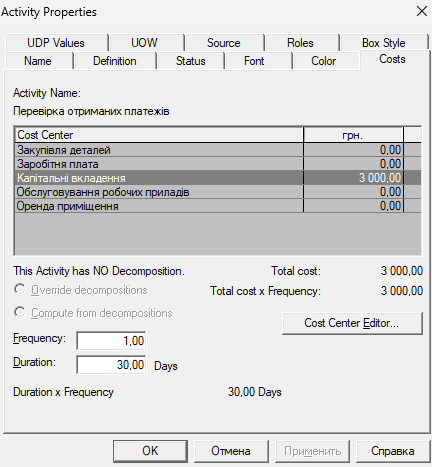 Activity Properties
UDP Values UOW Source Roles Box Style
Name Definition Status Font Color Costs
Activity Name:
Перевірка отриманих платежів
Cost Center грн.
Закупівля деталей 0,00
Заробітня плата 0,00
Капітальні вкладення 3 000,00
Обслуговування робочих приладів 0,00
Оренда приміщення 0,00
This Activity has NO Decomposition. Total cost: 3 000,00
Override decompositions Total cost x Frequency: 3 000,00
Compute from decompositions
Cost Center Editor...
Frequency: 1,00
Duration: 30,00 Days
Duration x Frequency 30,00 Days
OK Отмена Применить Справка